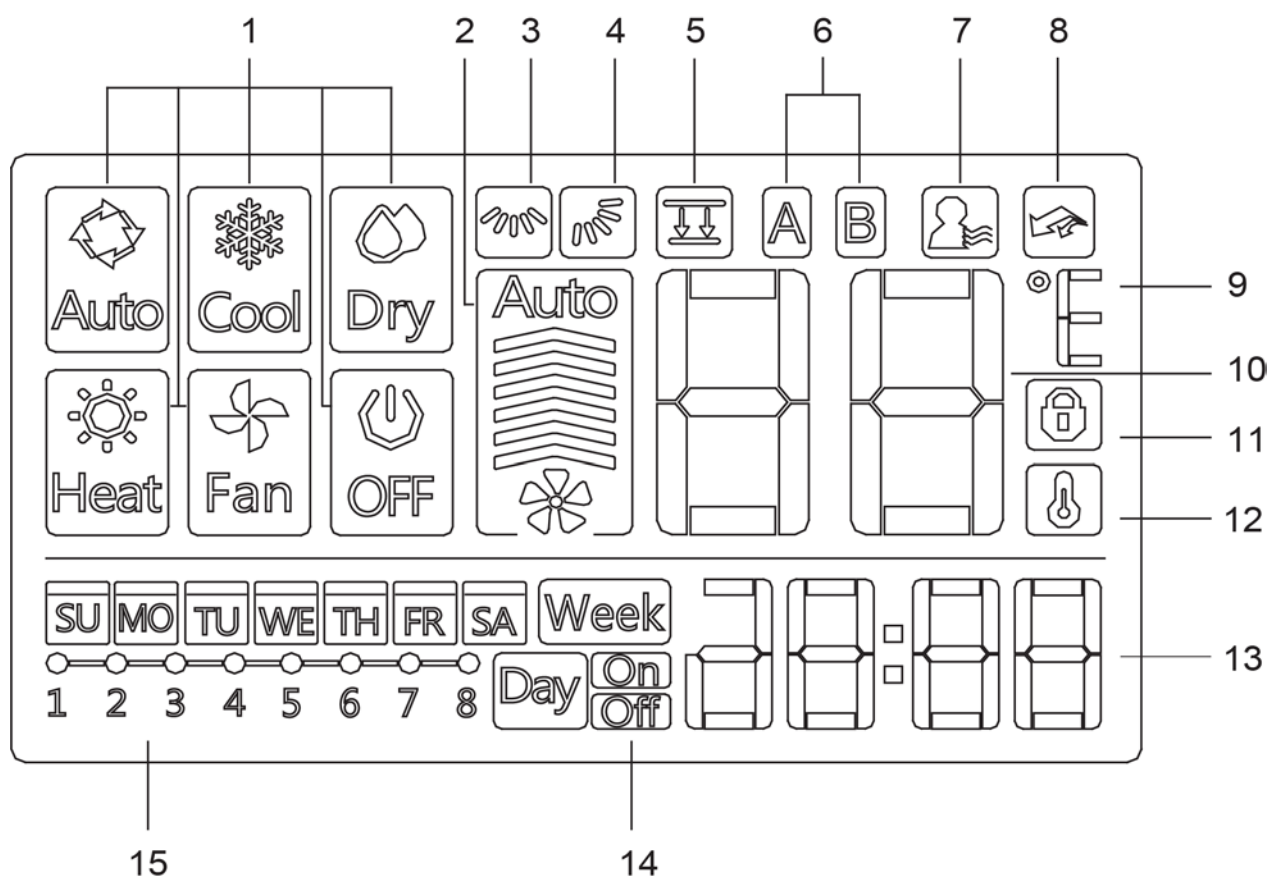 1 2 3 4 5 6 7 8
A B
Auto Cool Dry Auto
9
10
Heat Fan OFF
11
12
SU MO TU WE TH FR SA Week
On
Day
Off
13
1 2 3 4 5 6 7 8
15 14